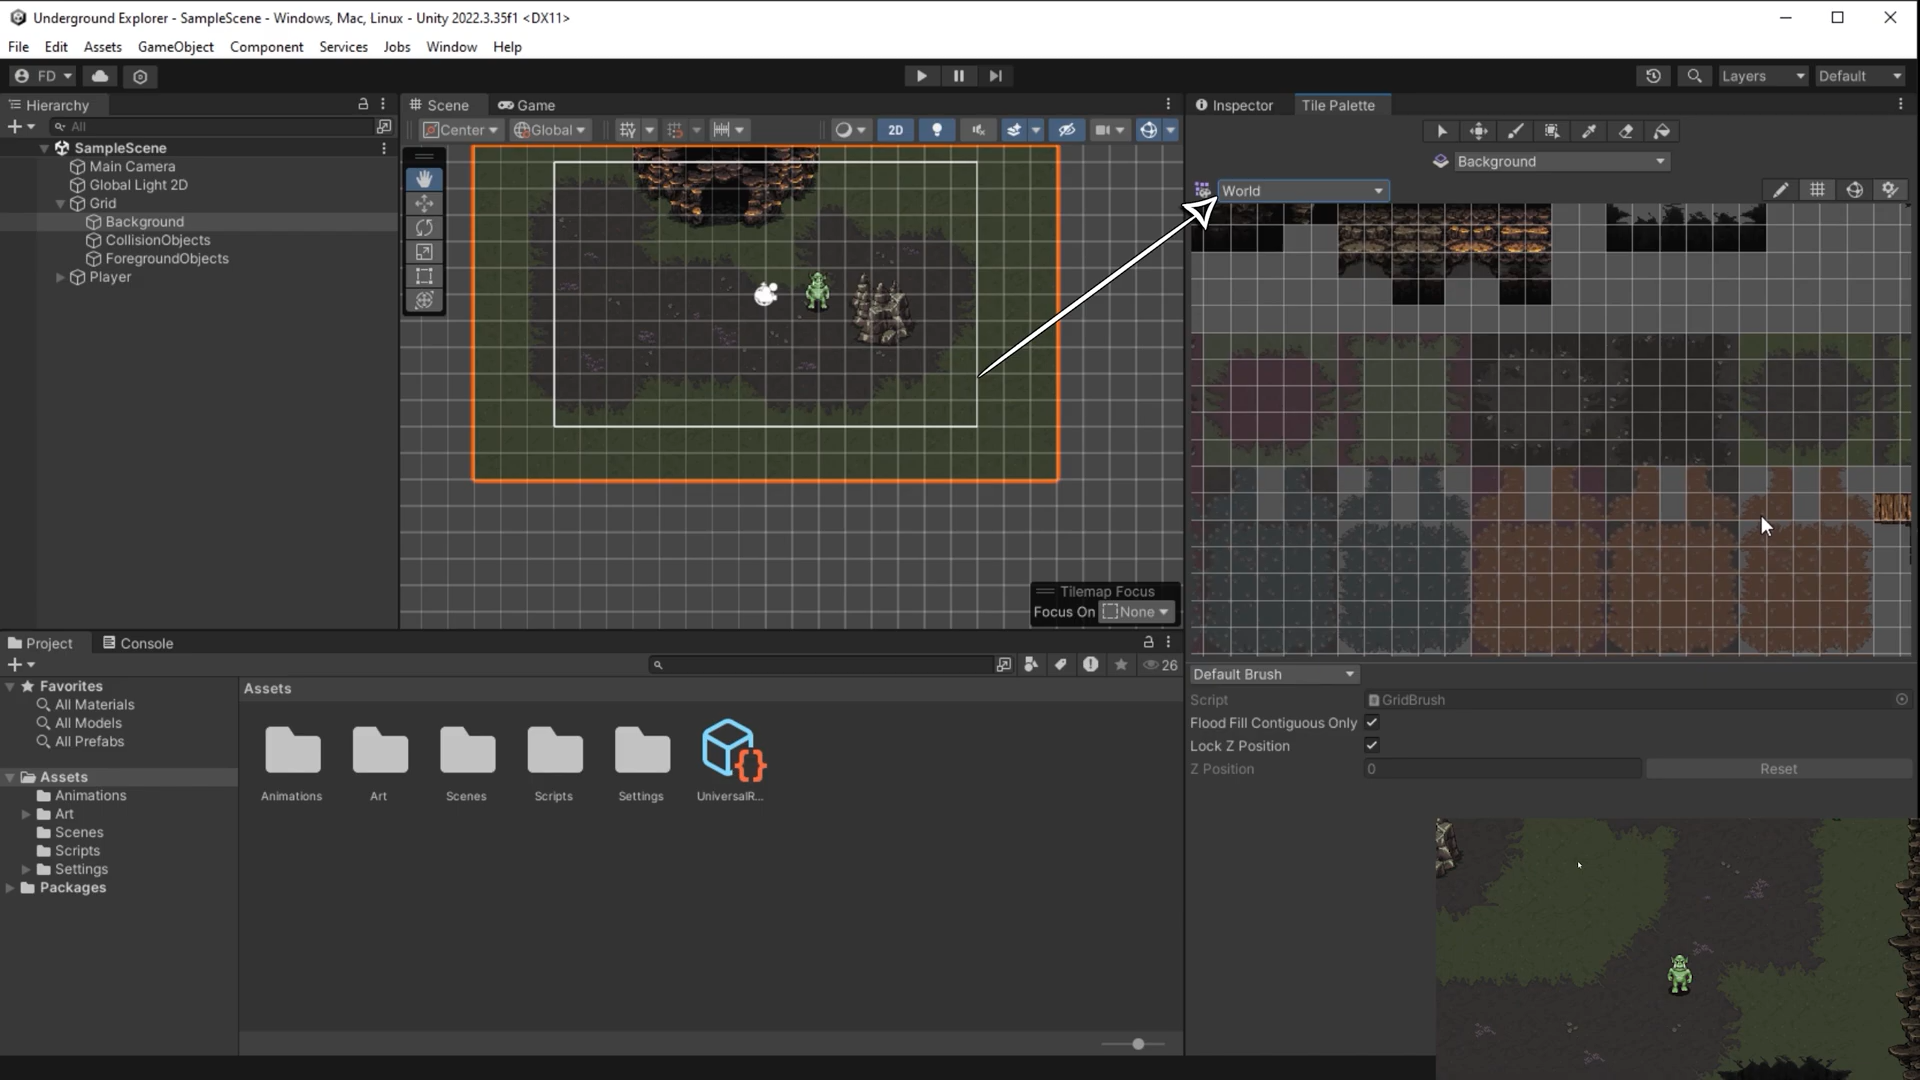 Underground Explorer - SampleScene - Windows, Mac, Linux - Unity 2022.3.35f1 <DX11>
File Edit Assets GameObject Component Services Jobs Window Help
FD
Layers Default
Hierarchy
All
SampleScene
Main Camera
Global Light 2D
Grid
Background
CollisionObjects
ForegroundObjects
Player
Scene Game
Center Global 2D
Tilemap Focus
Focus On None
Inspector Tile Palette
Background
World
Default Brush
Script GridBrush
Flood Fill Contiguous Only
Lock Z Position
Z Position 0 Reset
Project Console
26
Favorites
All Materials
All Models
All Prefabs
Assets
Animations
Art
Scenes
Scripts
Settings
Packages
Assets
Animations Art Scenes Scripts Settings UniversalR...